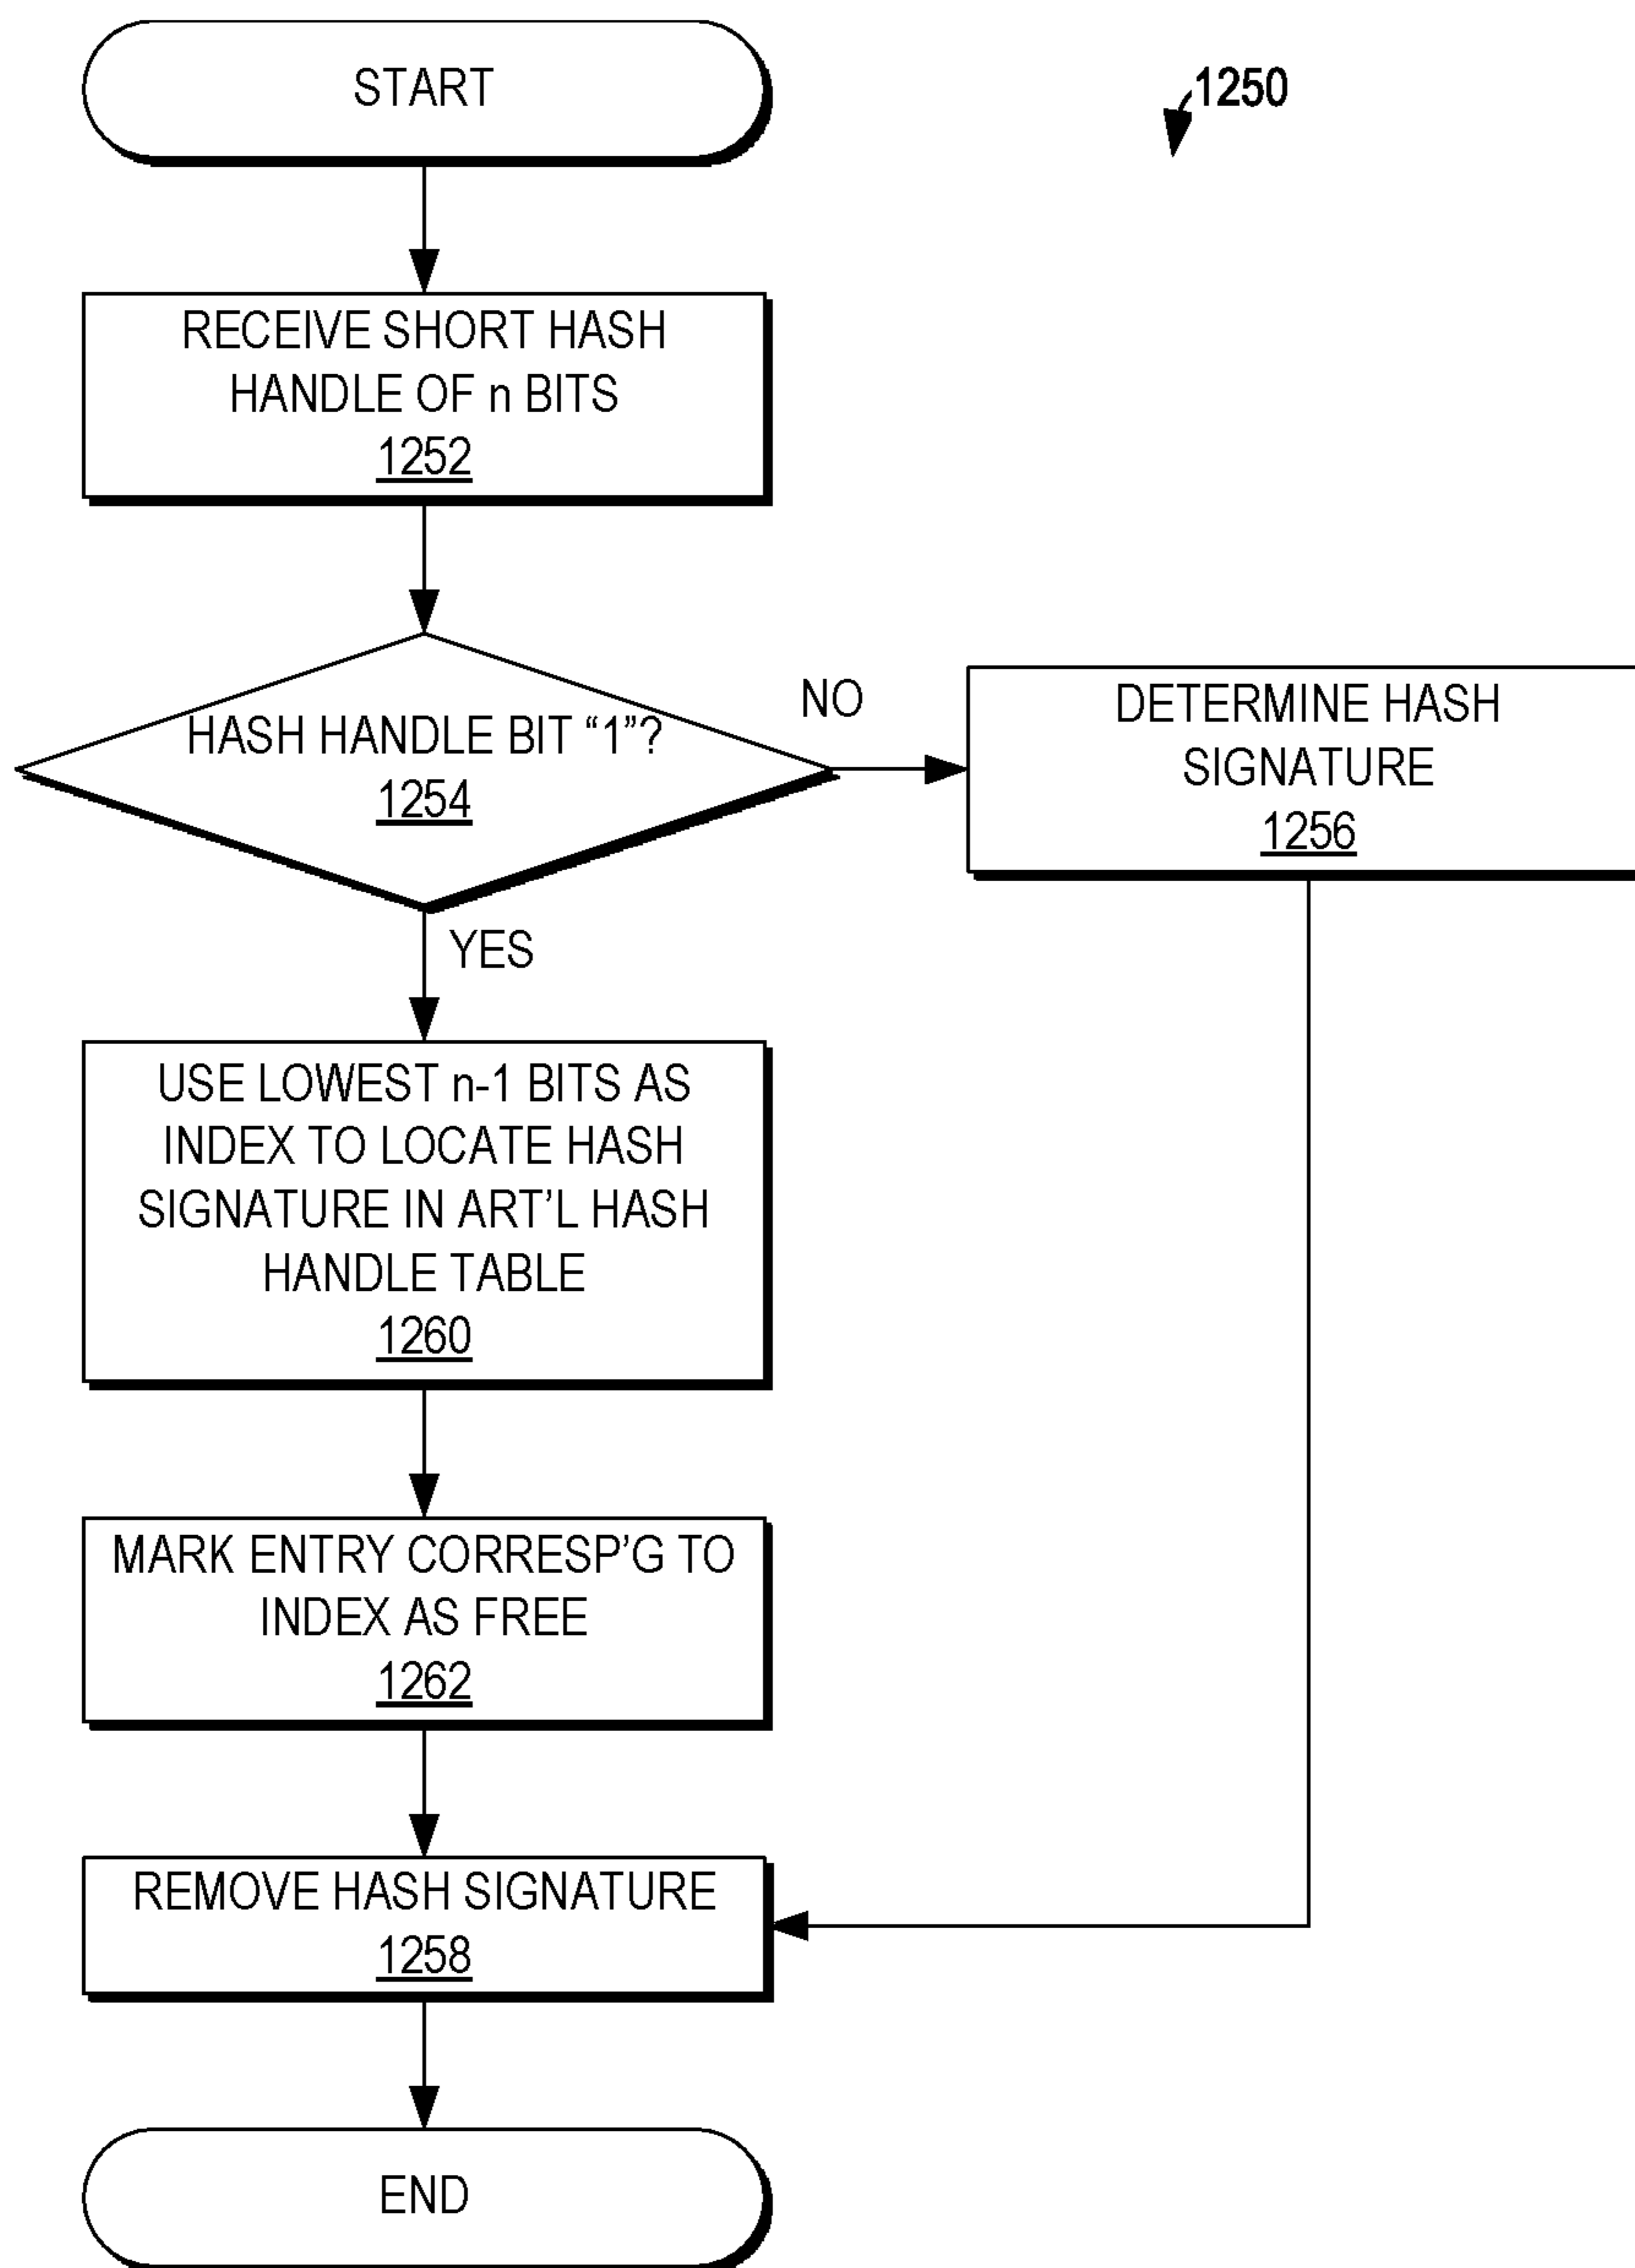 START
1250
RECEIVE SHORT HASH
HANDLE OF n BITS
1252
HASH HANDLE BIT “1”?
1254
NO
DETERMINE HASH
SIGNATURE
1256
YES
USE LOWEST n-1 BITS AS
INDEX TO LOCATE HASH
SIGNATURE IN ART’L HASH
HANDLE TABLE
1260
MARK ENTRY CORRESP’G TO
INDEX AS FREE
1262
REMOVE HASH SIGNATURE
1258
END